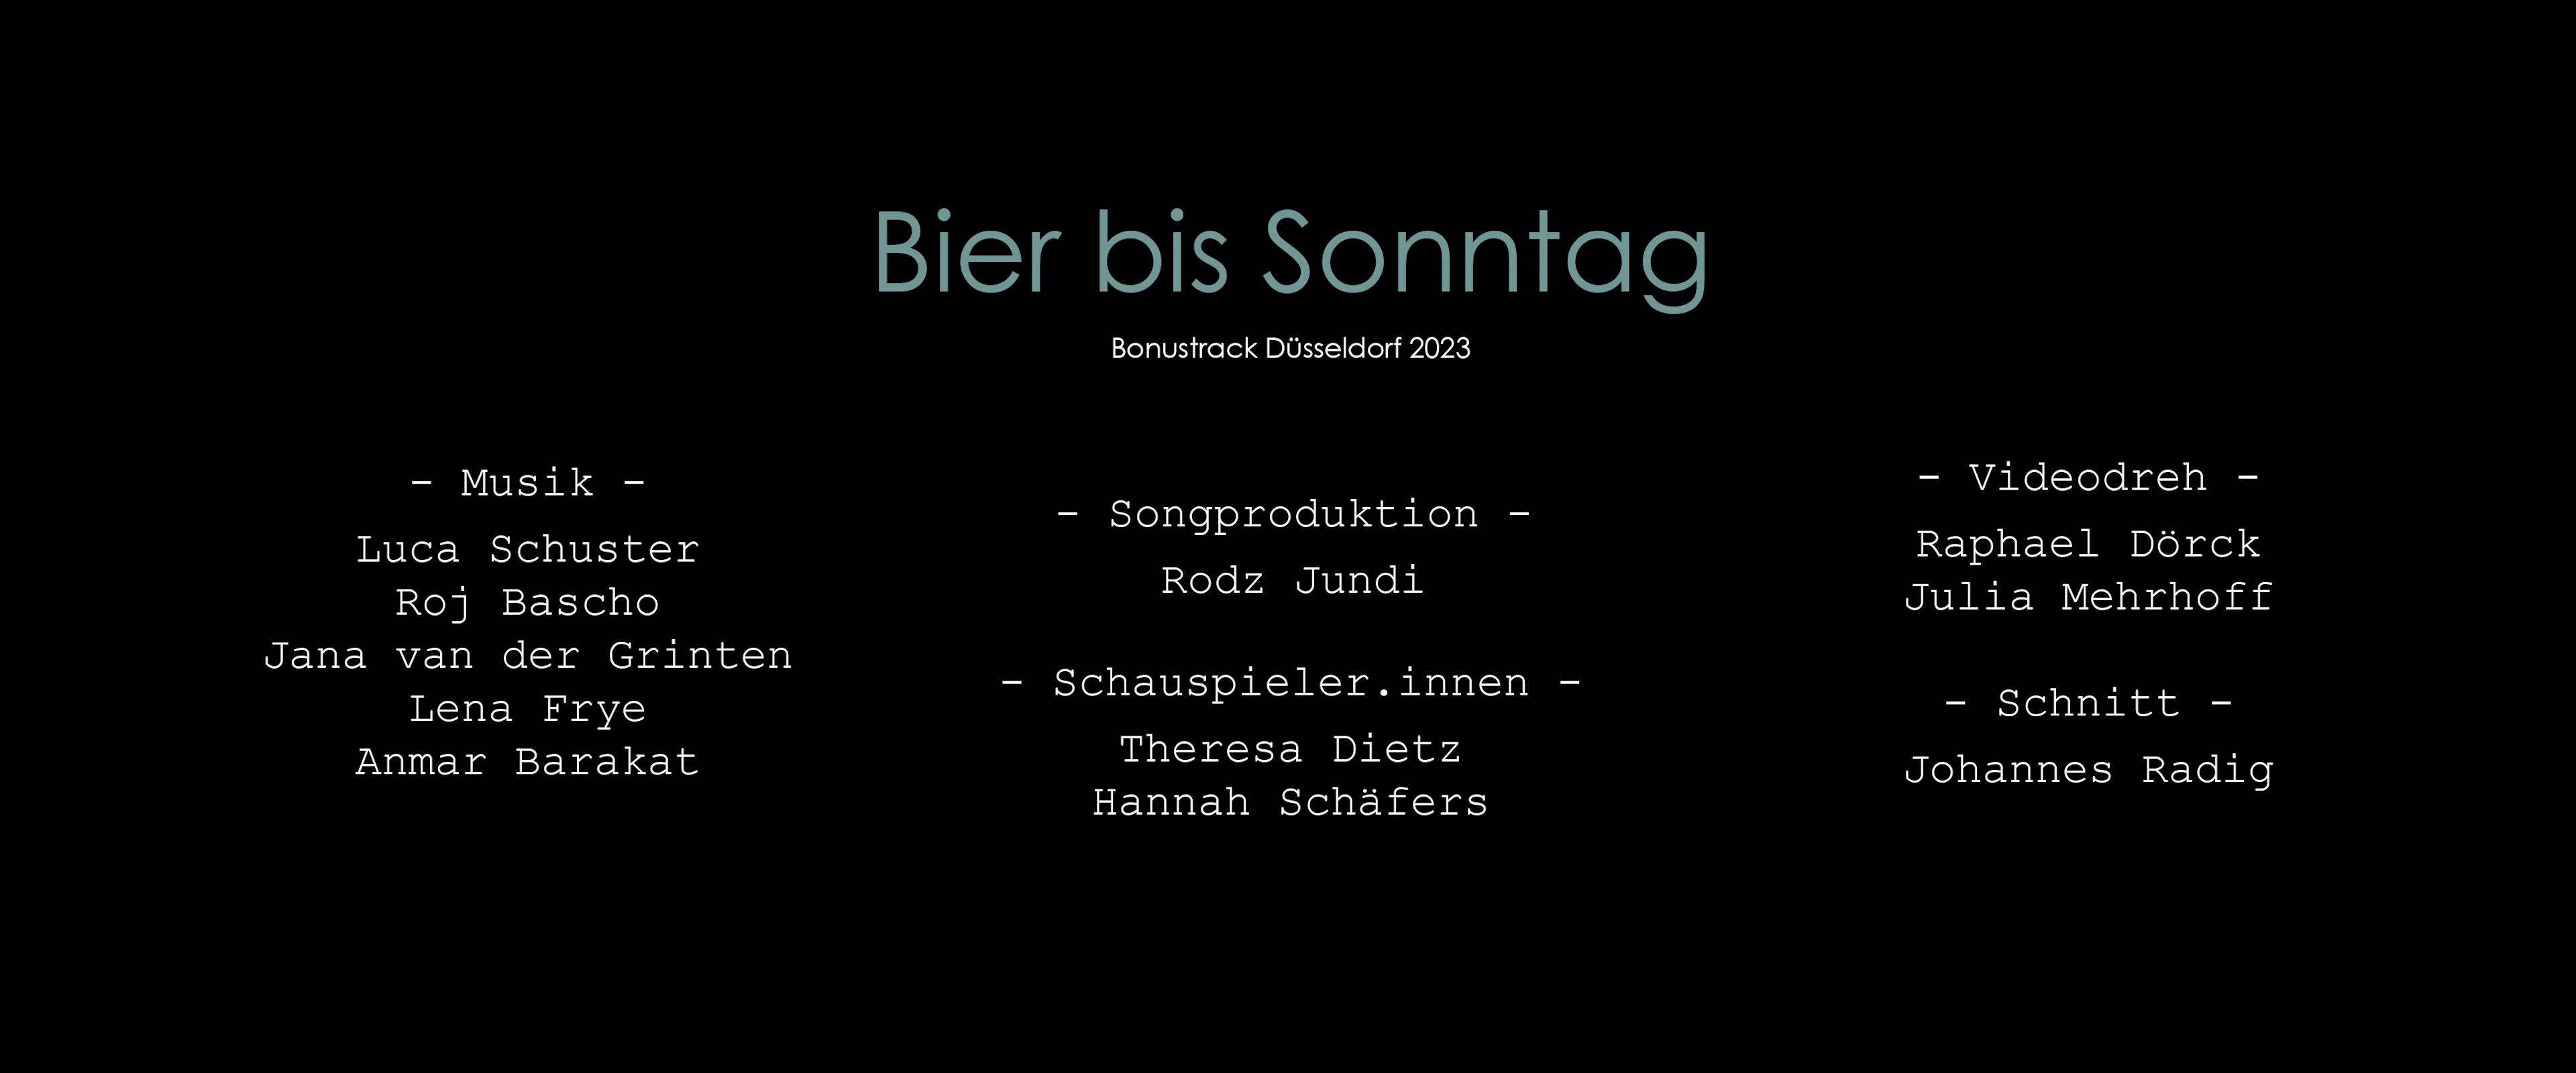 Bier bis Sonntag
Bonustrack Düsseldorf 2023
- Musik -
Luca Schuster
Roj Bascho
Jana van der Grinten
Lena Frye
Anmar Barakat
- Songproduktion -
Rodz Jundi
- Schauspieler.innen -
Theresa Dietz
Hannah Schäfers
- Videodreh -
Raphael Dörck
Julia Mehrhoff
- Schnitt -
Johannes Radig